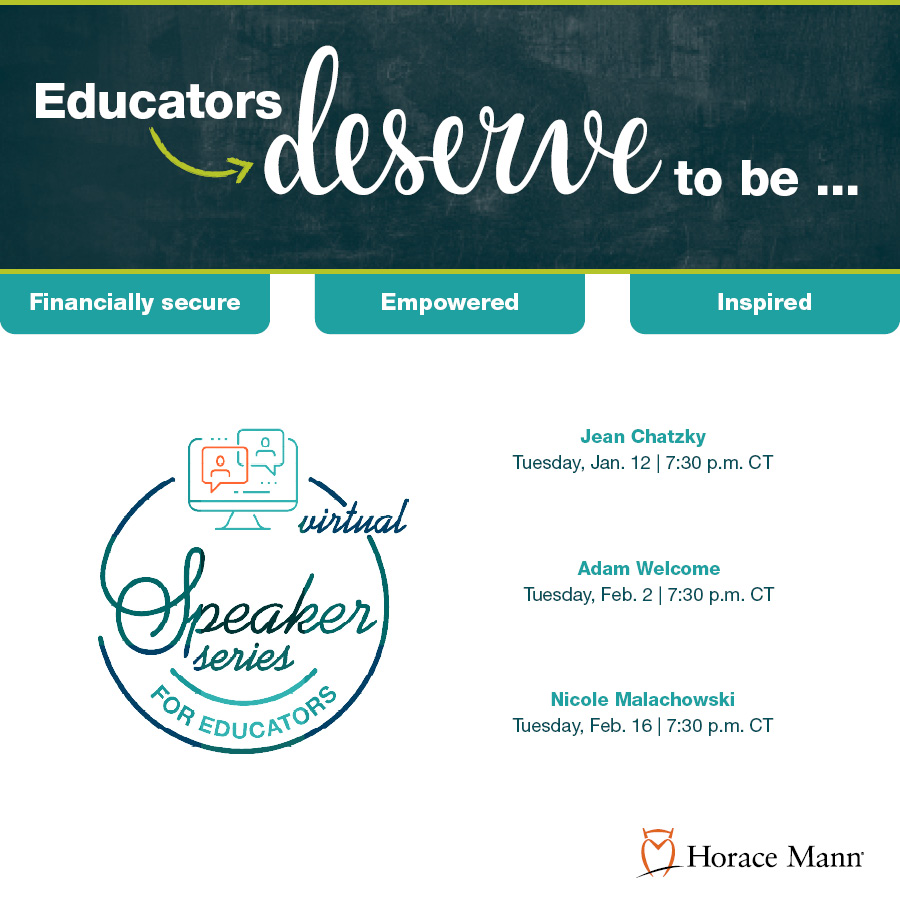 Educators deserve to be ...
Financially secure
Empowered
Inspired
virtual
Speaker
series
FOR EDUCATORS
Jean Chatzky
Tuesday, Jan. 12 | 7:30 p.m. CT
Adam Welcome
Tuesday, Feb. 2 | 7:30 p.m. CT
Nicole Malachowski
Tuesday, Feb. 16 | 7:30 p.m. CT
Horace Mann